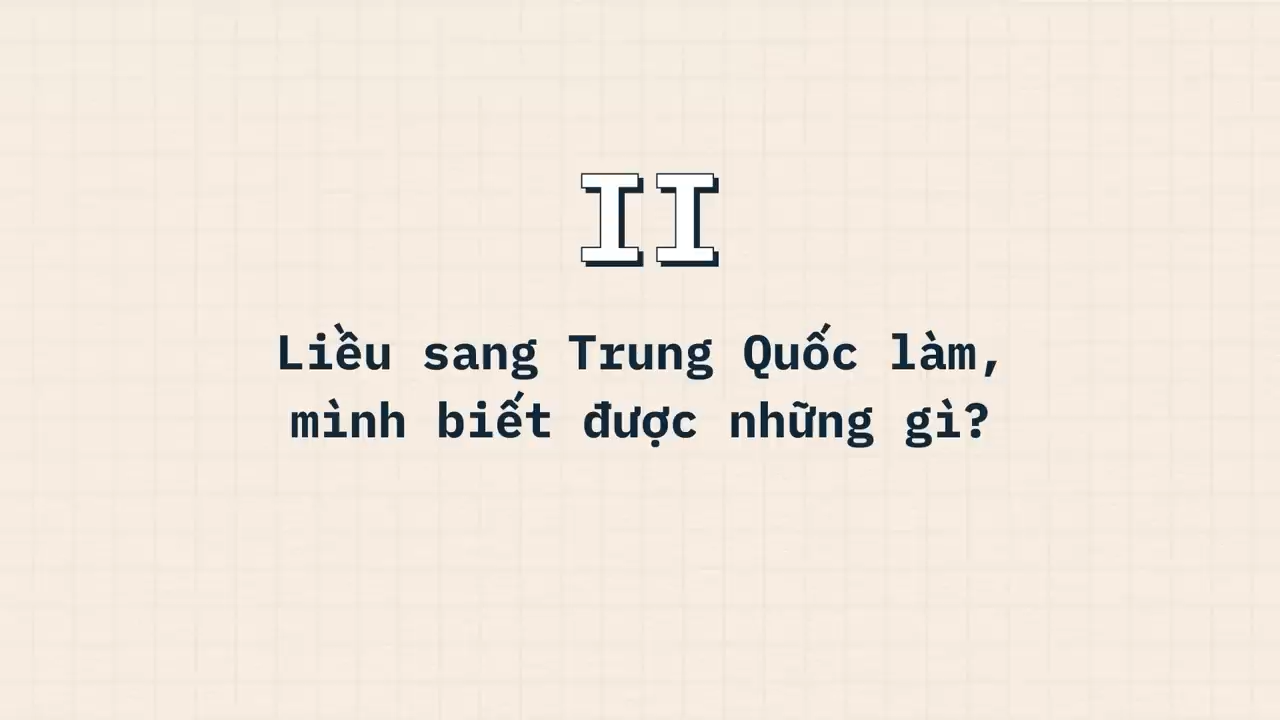 II
Liều sang Trung Quốc làm,
mình biết được những gì?